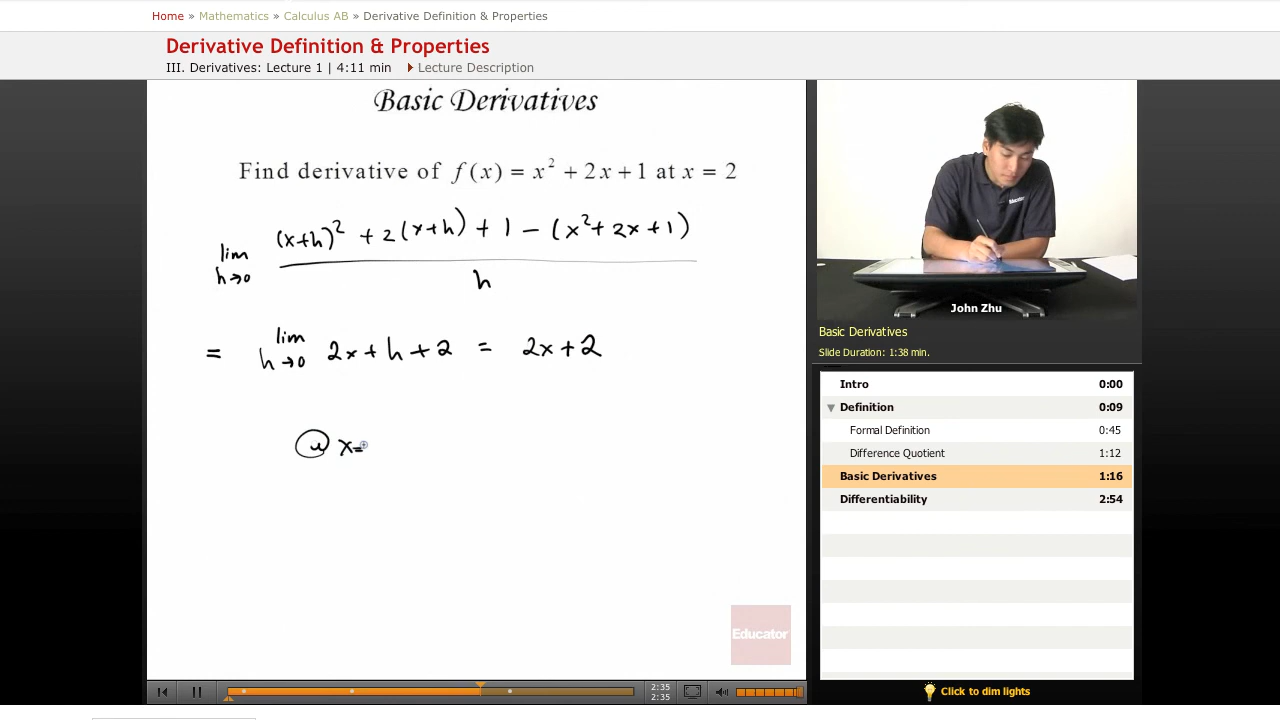 Home » Mathematics » Calculus AB » Derivative Definition & Properties
Derivative Definition & Properties
III. Derivatives: Lecture 1 | 4:11 min Lecture Description
Basic Derivatives
Find derivative of f(x) = x² + 2x + 1 at x = 2
lim h→0 (x+h)² + 2(x+h) + 1 − (x² + 2x + 1)
h
= lim h→0 2x + h + 2 = 2x + 2
@ x=
Educator
2:35
2:35
Educator
John Zhu
Basic Derivatives
Slide Duration: 1:38 min.
Intro 0:00
Definition 0:09
Formal Definition 0:45
Difference Quotient 1:12
Basic Derivatives 1:16
Differentiability 2:54
Click to dim lights